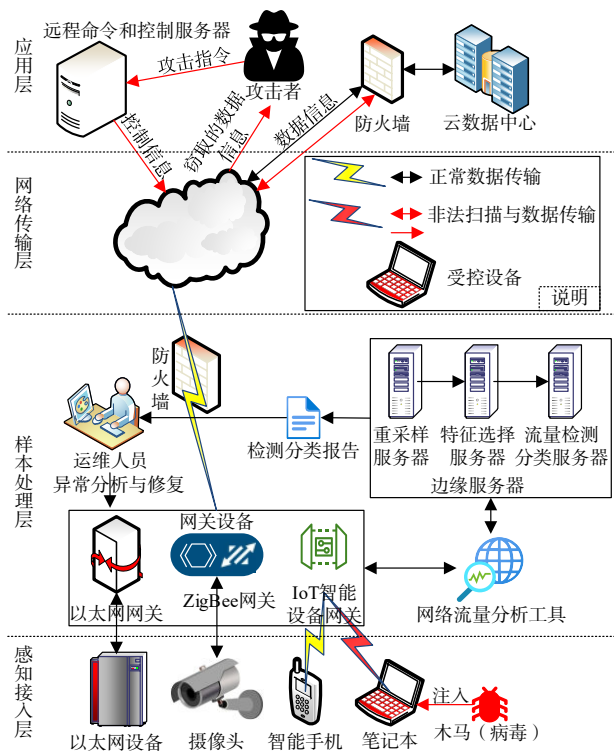 应用层
远程命令和控制服务器
攻击指令
攻击者
控制信息
窃取的数据
信息
数据信息
防火墙
云数据中心
网络传输层
正常数据传输
非法扫描与数据传输
受控设备
说明
样本处理层
防火墙
运维人员
异常分析与修复
检测分类报告
重采样
服务器
特征选择
服务器
流量检测
分类服务器
边缘服务器
网关设备
以太网网关
ZigBee网关
IoT智能
设备网关
网络流量分析工具
感知接入层
以太网设备
摄像头
智能手机
笔记本
注入
木马（病毒）